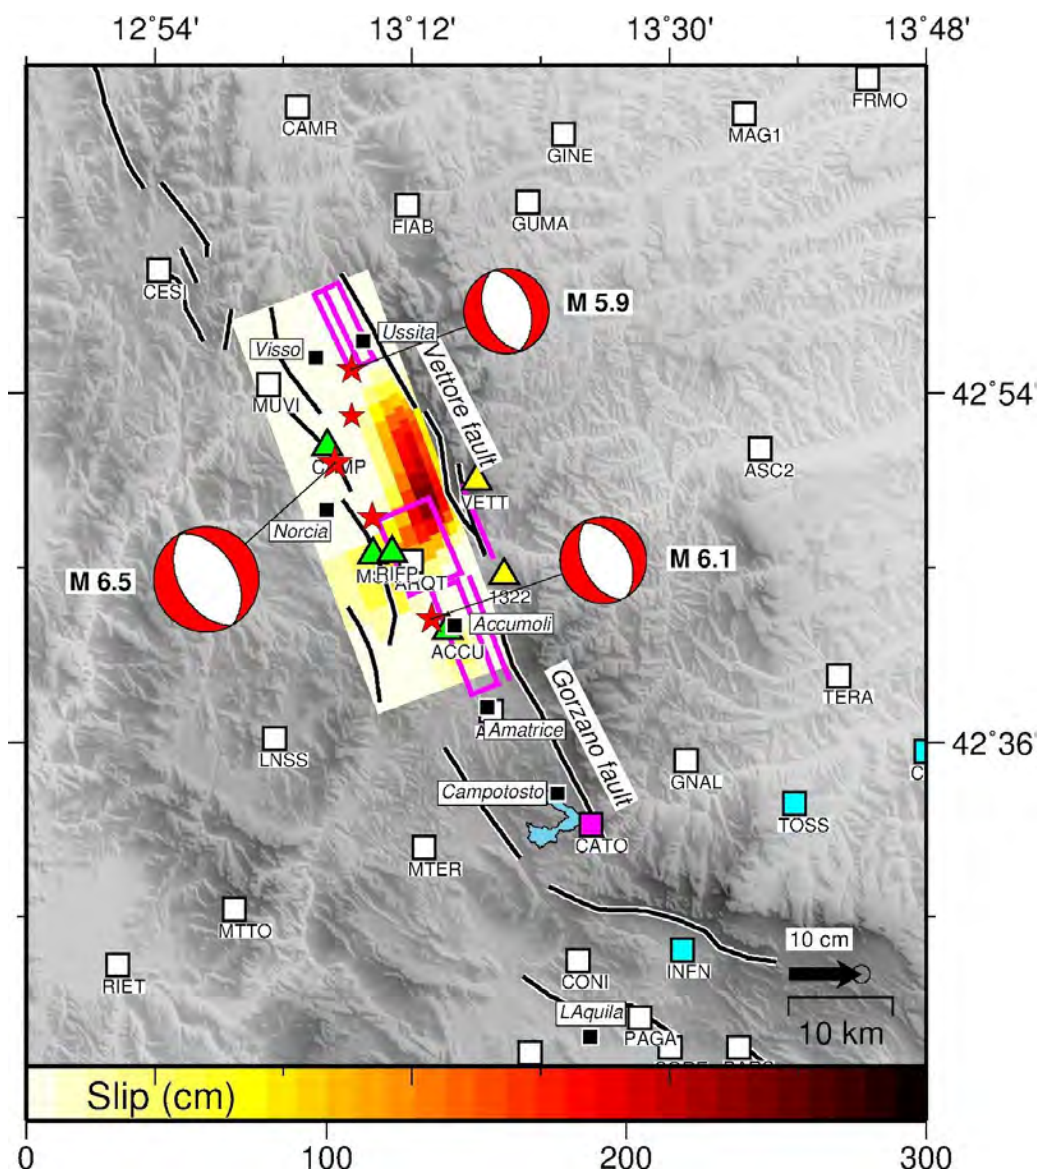 12°54' 13°12' 13°30' 13°48'
FRMO
CAMR
MAG1
GINE
FIAB
GUMA
CESI
M 5.9
Ussita
Visso
Vettore fault
42°54'
MUVI
ASC2
CAMP
VETT
Norcia
M 6.5
M 6.1
RIFP
ARQT
1322
Accumoli
ACCU
Gorzano fault
TERA
Amatrice
LNSS
42°36'
GNAL
Campotosto
TOSS
CATO
MTER
MTTO
10 cm
INFN
RIET
CONI
10 km
LAquila
PAGA
Slip (cm)
0 100 200 300